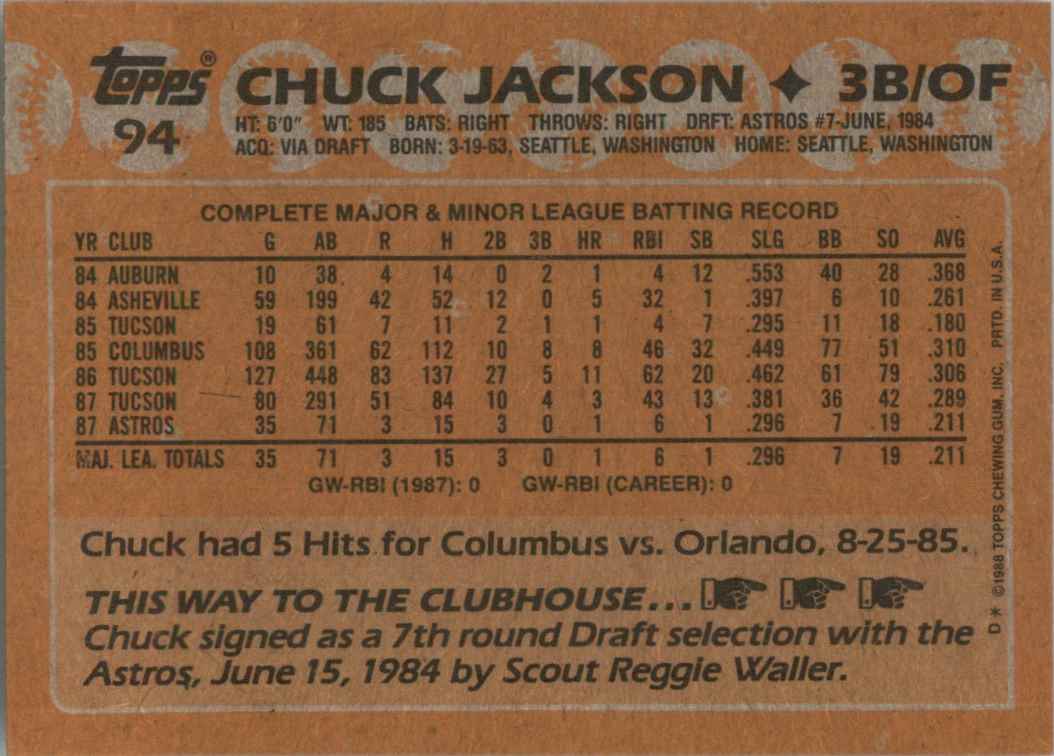 Topps® CHUCK JACKSON ✦ 3B/OF
94
HT: 6'0" WT: 185 BATS: RIGHT THROWS: RIGHT DRFT: ASTROS #7-JUNE, 1984
ACQ: VIA DRAFT BORN: 3-19-63, SEATTLE, WASHINGTON HOME: SEATTLE, WASHINGTON
COMPLETE MAJOR & MINOR LEAGUE BATTING RECORD
YR CLUB G AB R H 2B 3B HR RBI SB SLG BB SO AVG
84 AUBURN 10 38 4 14 0 2 1 4 12 .553 40 28 .368
84 ASHEVILLE 59 199 42 52 12 0 5 32 1 .397 6 10 .261
85 TUCSON 19 61 7 11 2 1 1 4 7 .295 11 18 .180
85 COLUMBUS 108 361 62 112 10 8 8 46 32 .449 77 51 .310
86 TUCSON 127 448 83 137 27 5 11 62 20 .462 61 79 .306
87 TUCSON 80 291 51 84 10 4 3 43 13 .381 36 42 .289
87 ASTROS 35 71 3 15 3 0 1 6 1 .296 7 19 .211
MAJ. LEA. TOTALS 35 71 3 15 3 0 1 6 1 .296 7 19 .211
GW-RBI (1987): 0 GW-RBI (CAREER): 0
Chuck had 5 Hits for Columbus vs. Orlando, 8-25-85.
THIS WAY TO THE CLUBHOUSE...
Chuck signed as a 7th round Draft selection with the
Astros, June 15, 1984 by Scout Reggie Waller.
D* ©1988 TOPPS CHEWING GUM, INC. PRTD. IN U.S.A.